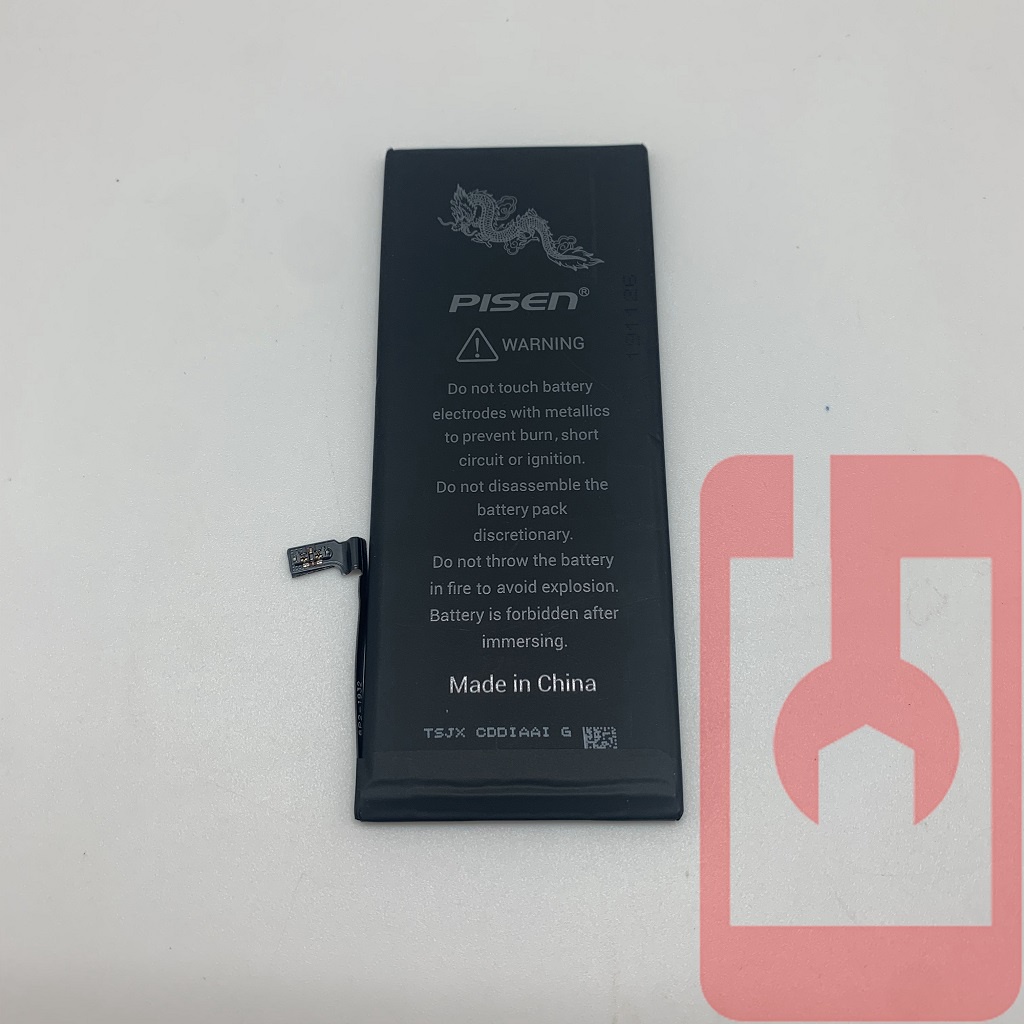 PISEN®
WARNING
Do not touch battery
electrodes with metallics
to prevent burn, short
circuit or ignition.
Do not disassemble the
battery pack
discretionary.
Do not throw the battery
in fire to avoid explosion.
Battery is forbidden after
immersing.
Made in China
TSJX CDDIAAI G
191126